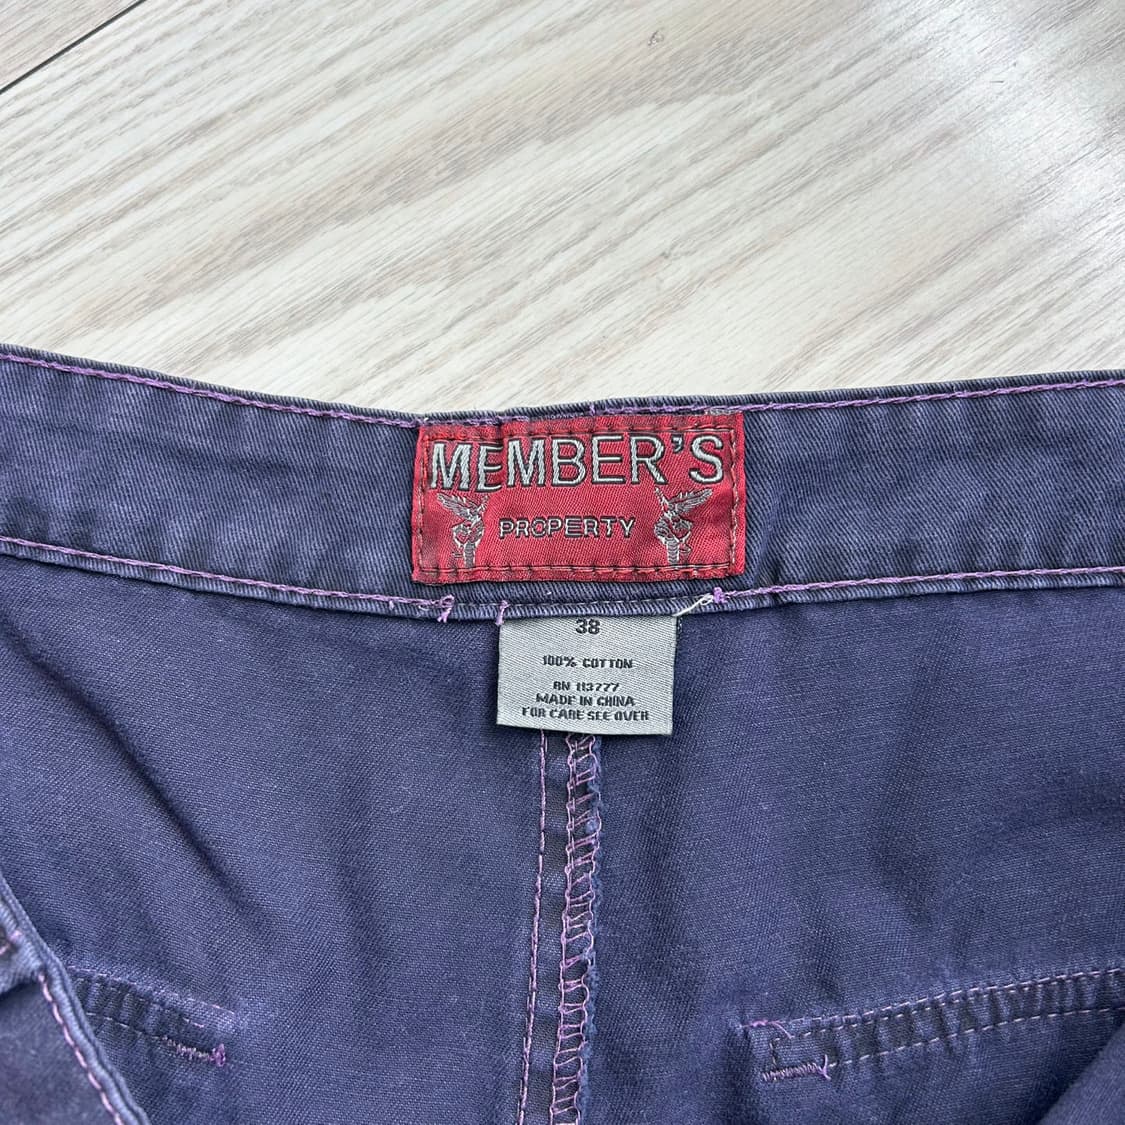 MEMBER'S
PROPERTY
38
100% COTTON
RN 113777
MADE IN CHINA
FOR CARE SEE OVER